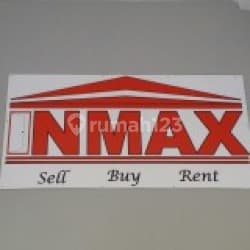 INMAX
rumah123
Sell Buy Rent